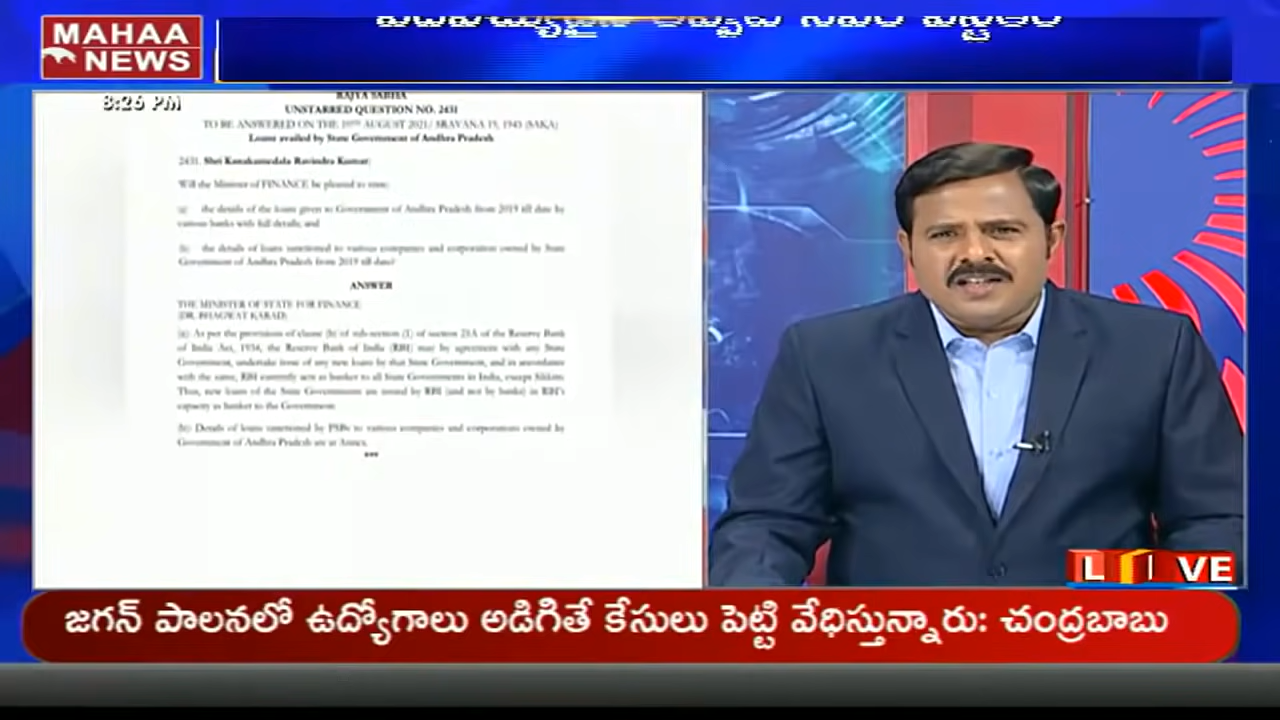 MAHAA
NEWS
8:26 PM
RAJYA SABHA
UNSTARRED QUESTION NO. 2431
TO BE ANSWERED ON THE 10TH AUGUST 2021/ SRAVANA 19, 1943 (SAKA)
Loans availed by State Government of Andhra Pradesh
2431. Shri Kanakamedala Ravindra Kumar:
Will the Minister of FINANCE be pleased to state:
(a) the details of the loans given to Government of Andhra Pradesh from 2019 till date by
various banks with full details; and
(b) the details of loans sanctioned to various companies and corporation owned by State
Government of Andhra Pradesh from 2019 till date?
ANSWER
THE MINISTER OF STATE FOR FINANCE
(DR. BHAGWAT KARAD)
(a) As per the provisions of clause (b) of sub-section (1) of section 21A of the Reserve Bank
of India Act, 1934, the Reserve Bank of India (RBI) may by agreement with any State
Government, undertake issue of any new loans by that State Government, and in accordance
with the same, RBI currently acts as banker to all State Governments in India, except Sikkim.
Thus, new loans of the State Governments are issued by RBI (and not by banks) in RBI's
capacity as banker to the Government.
(b) Details of loans sanctioned by PSBs to various companies and corporations owned by
Government of Andhra Pradesh are at Annex.
***
LIVE
జగన్ పాలనలో ఉద్యోగాలు అడిగితే కేసులు పెట్టి వేధిస్తున్నారు: చంద్రబాబు